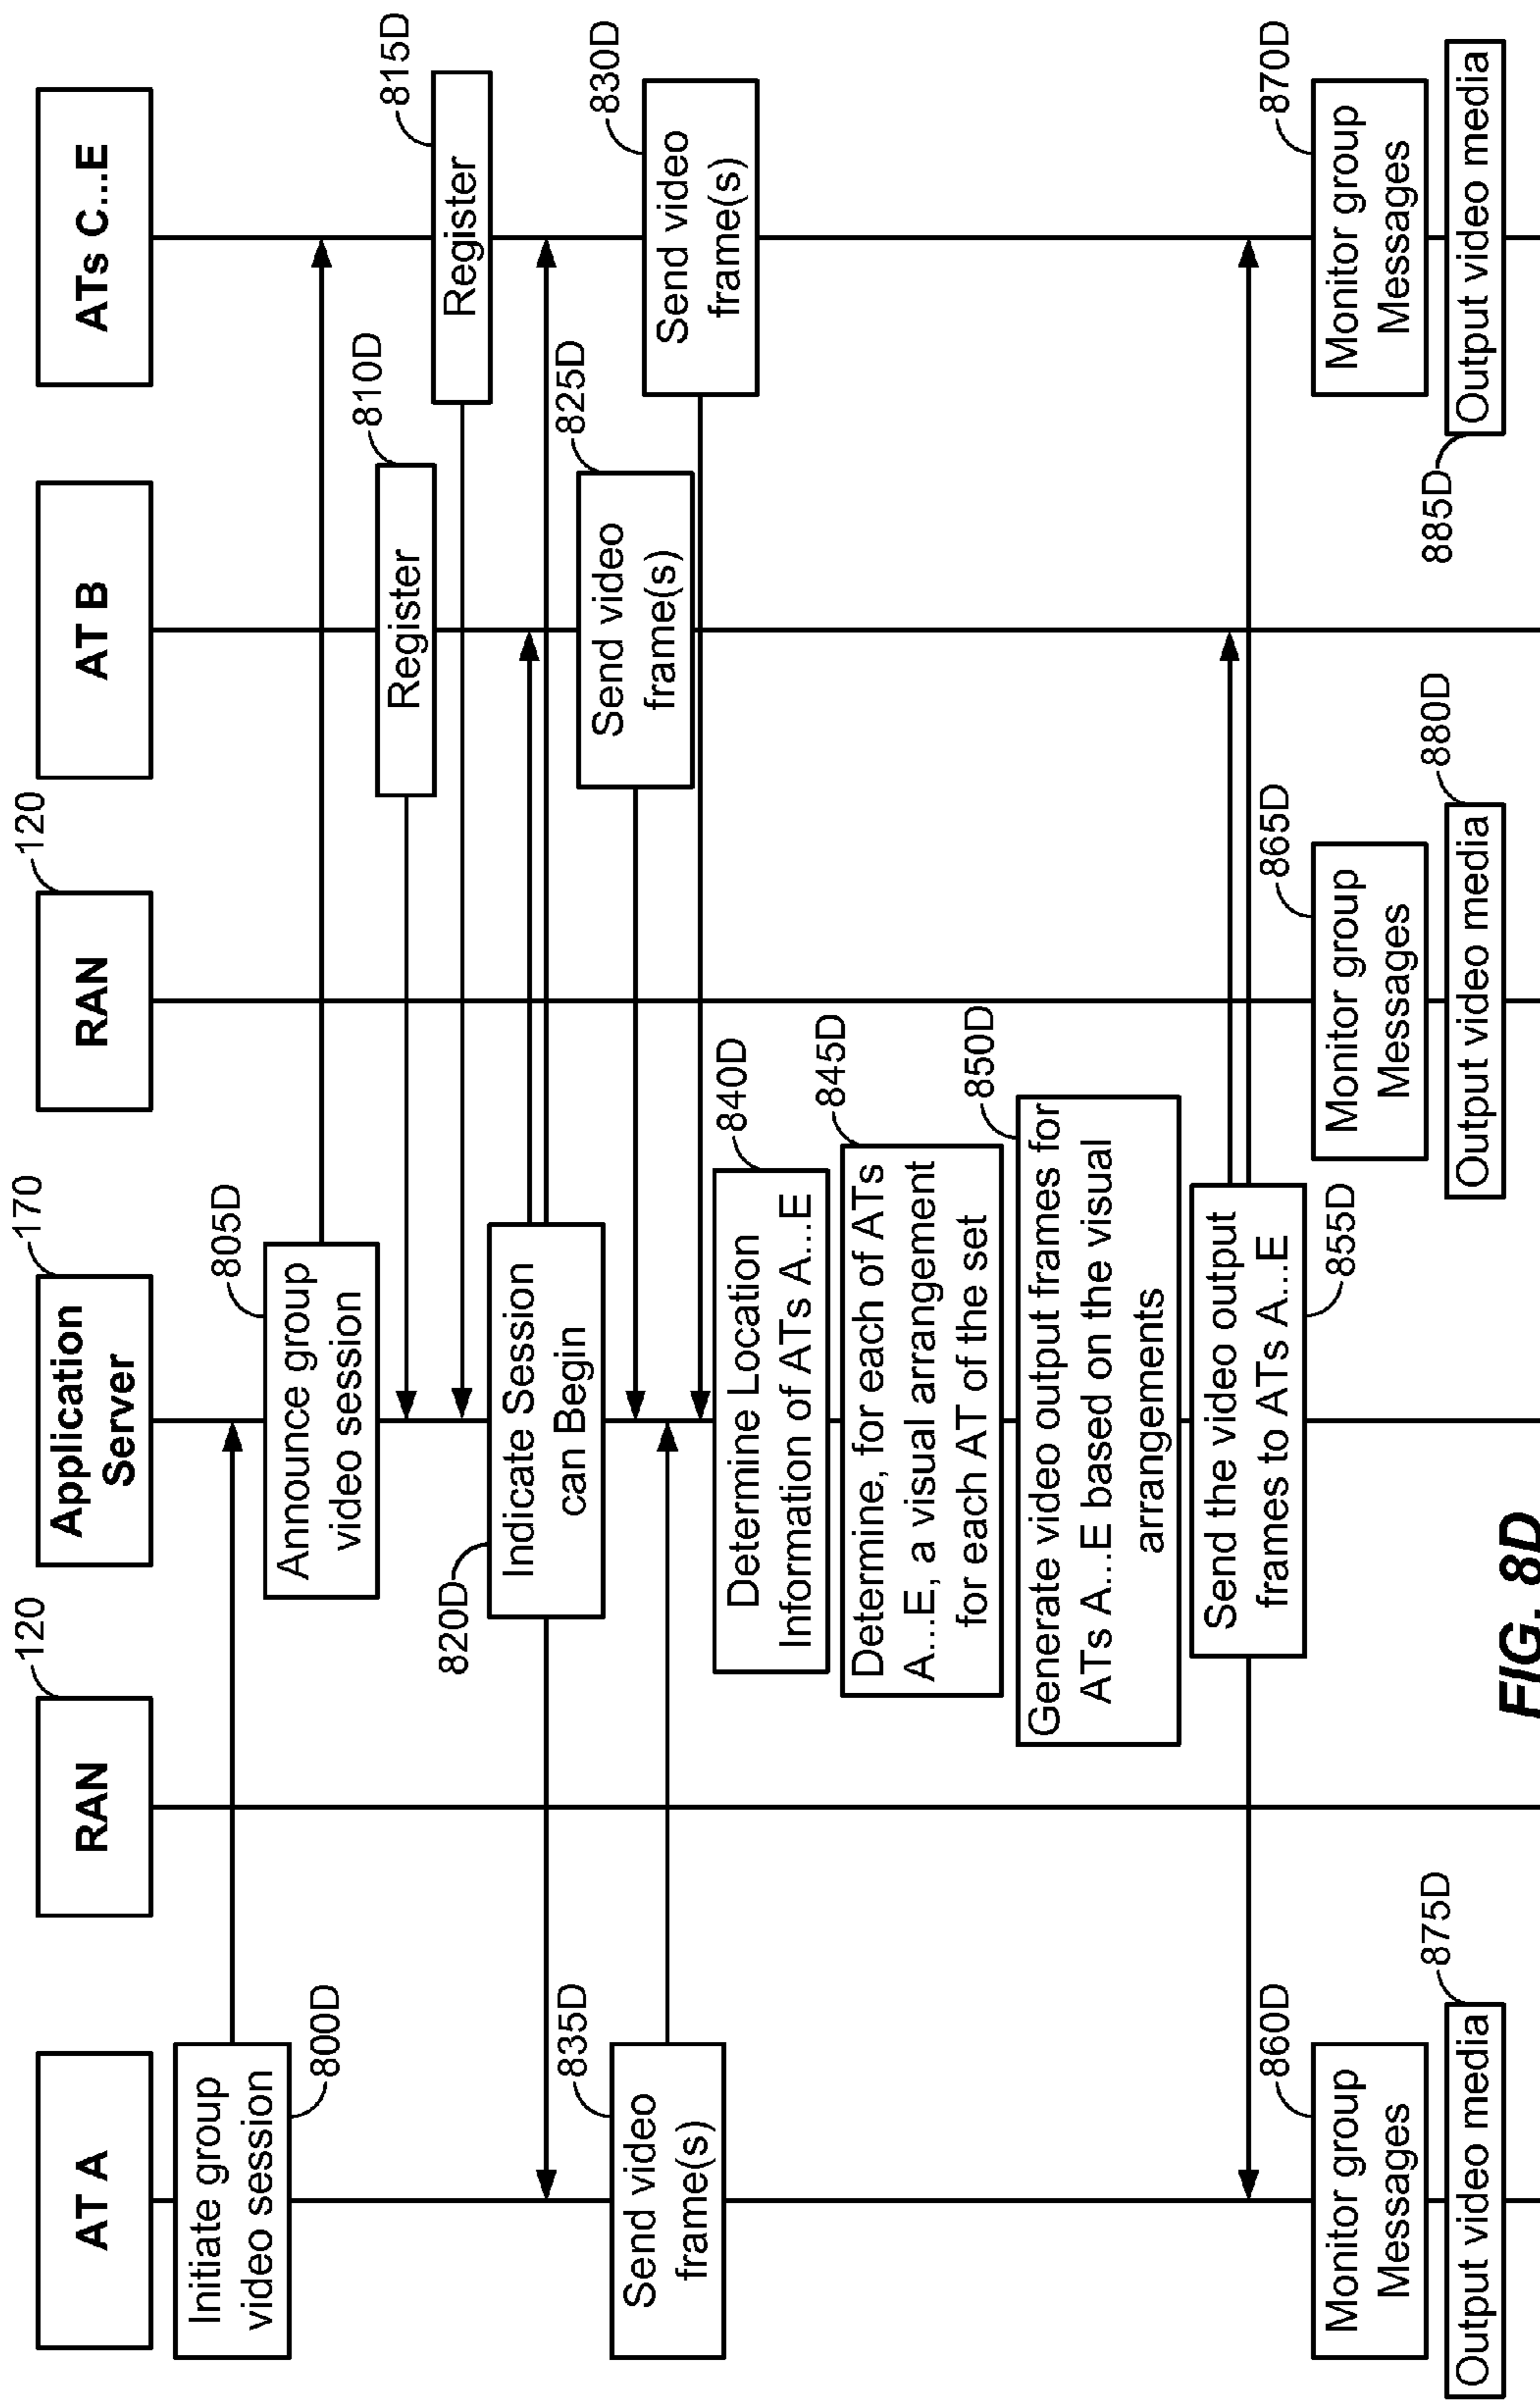 AT A
RAN
120
Application
Server
170
RAN
120
AT B
ATs C...E
Initiate group
video session
800D
Announce group
video session
805D
Register
810D
Register
815D
Indicate Session
can Begin
820D
Send video
frame(s)
825D
Send video
frame(s)
830D
Send video
frame(s)
835D
Determine Location
Information of ATs A...E
840D
Determine, for each of ATs
A...E, a visual arrangement
for each AT of the set
845D
Generate video output frames for
ATs A...E based on the visual
arrangements
850D
Send the video output
frames to ATs A...E
855D
Monitor group
Messages
860D
Monitor group
Messages
865D
Monitor group
Messages
870D
Output video media
875D
Output video media
880D
Output video media
885D
FIG. 8D